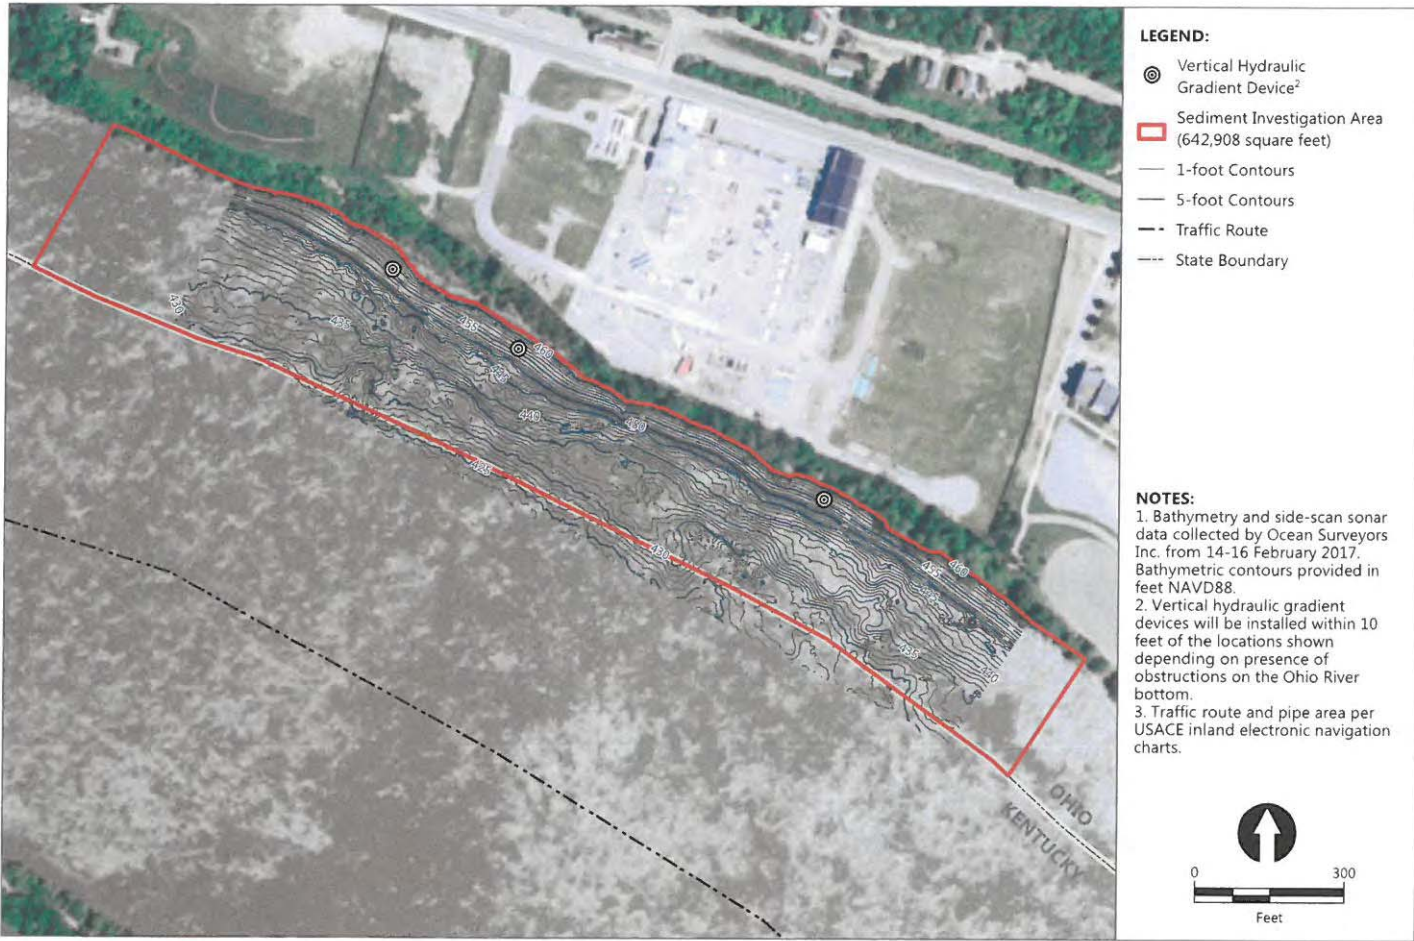 LEGEND:
Vertical Hydraulic
Gradient Device²
Sediment Investigation Area
(642,908 square feet)
1-foot Contours
5-foot Contours
Traffic Route
State Boundary
430
435
455
460
440
425
430
455
460
435
OHIO
KENTUCKY
NOTES:
1. Bathymetry and side-scan sonar
data collected by Ocean Surveyors
Inc. from 14-16 February 2017.
Bathymetric contours provided in
feet NAVD88.
2. Vertical hydraulic gradient
devices will be installed within 10
feet of the locations shown
depending on presence of
obstructions on the Ohio River
bottom.
3. Traffic route and pipe area per
USACE inland electronic navigation
charts.
0
300
Feet